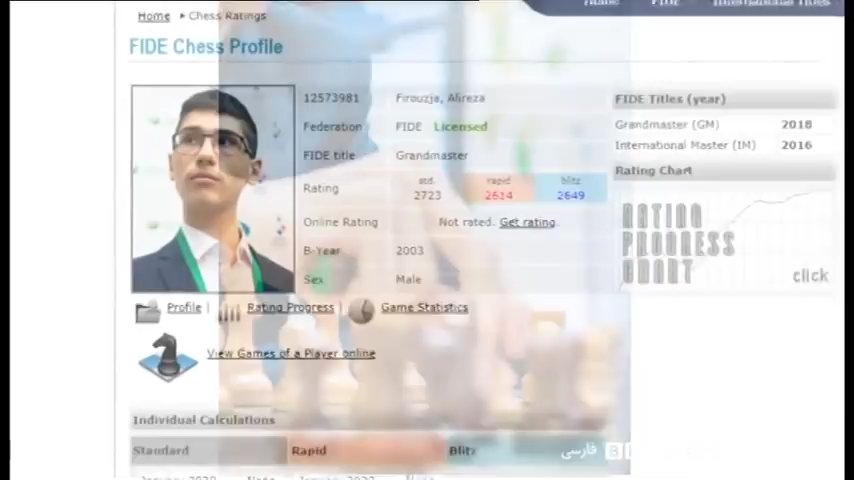 Home ▸ Chess Ratings
FIDE Chess Profile
12573981 Firouzja, Alireza
Federation FIDE Licensed
FIDE title Grandmaster
std. rapid blitz
Rating 2723 2614 2649
Online Rating Not rated. Get rating
B-Year 2003
Sex Male
FIDE Titles (year)
Grandmaster (GM) 2018
International Master (IM) 2016
Rating Chart
RATING
PROGRESS
CHART
click
Profile | Rating Progress | Game Statistics
View Games of a Player online
Individual Calculations
Standard Rapid Blitz
فارسی B